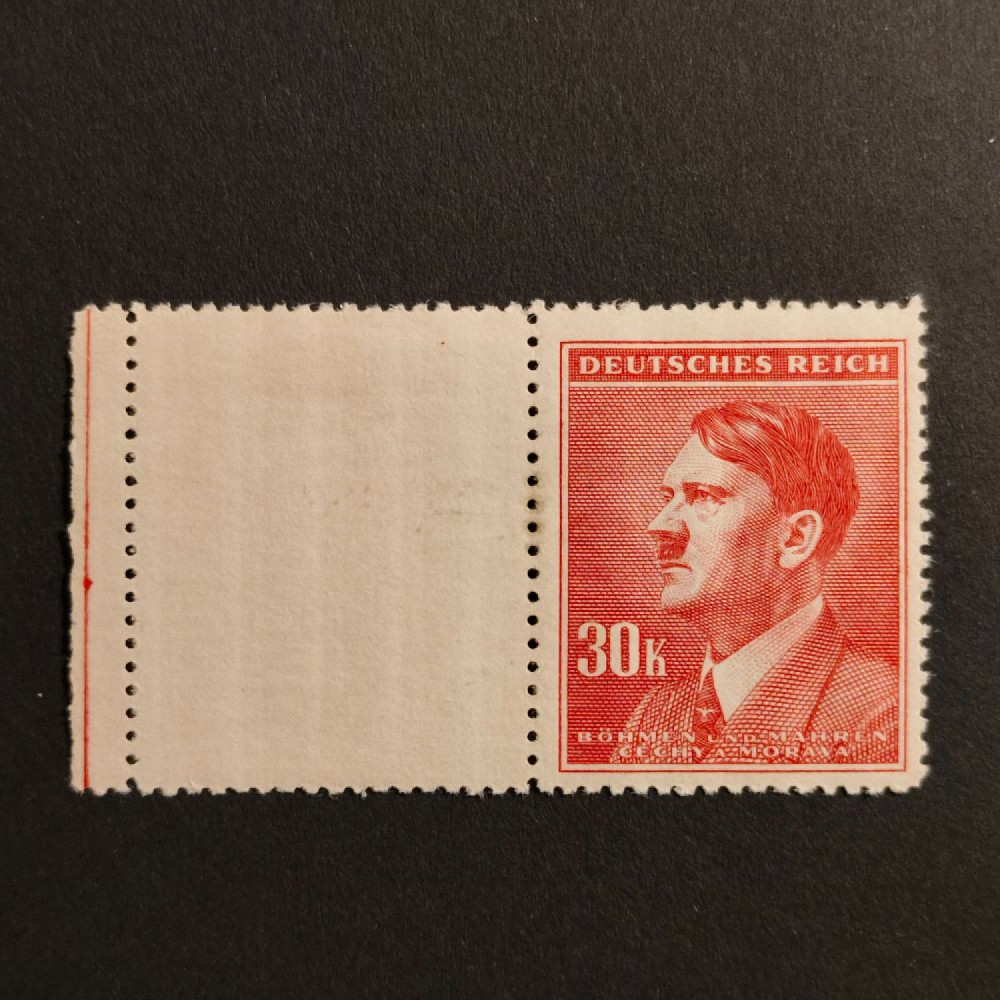 DEUTSCHES REICH
30K
BÖHMEN UND MÄHREN
ČECHY A MORAVA